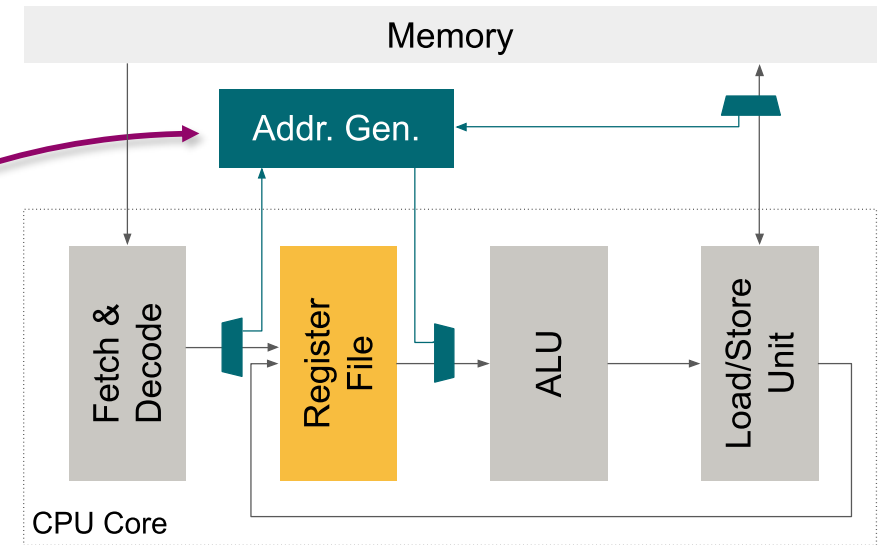 Memory
Addr. Gen.
Fetch &
Decode
Register
File
ALU
Load/Store
Unit
CPU Core